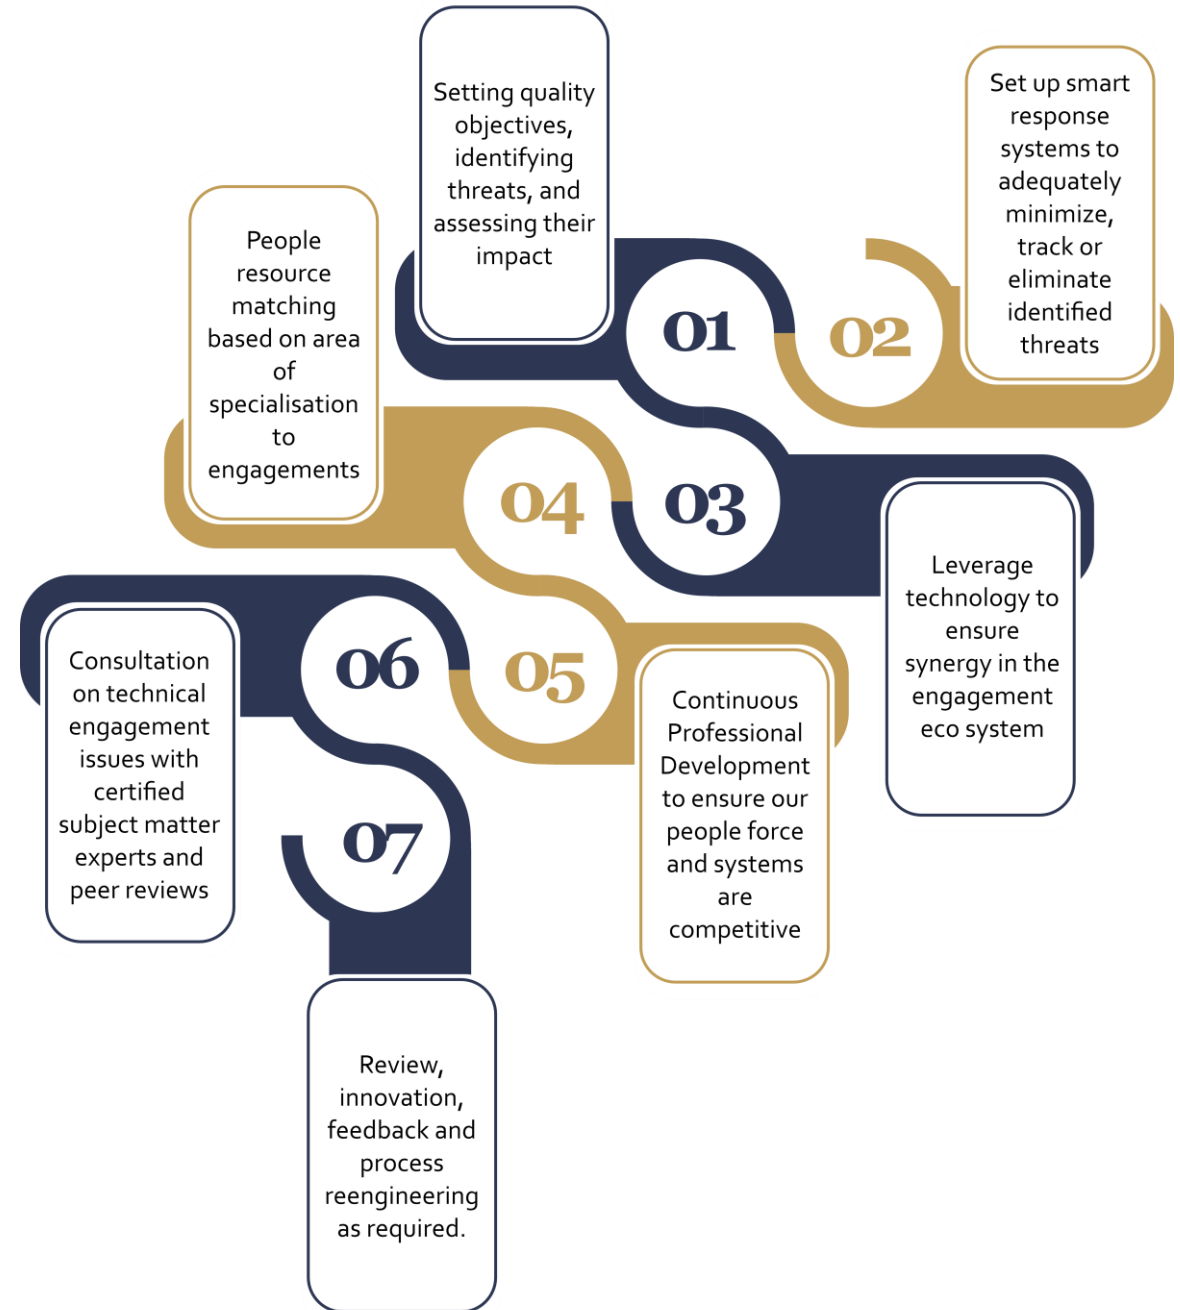 01
Setting quality
objectives,
identifying
threats, and
assessing their
impact
02
Set up smart
response
systems to
adequately
minimize,
track or
eliminate
identified
threats
03
Leverage
technology to
ensure
synergy in the
engagement
eco system
04
People
resource
matching
based on area
of
specialisation
to
engagements
05
Continuous
Professional
Development
to ensure our
people force
and systems
are
competitive
06
Consultation
on technical
engagement
issues with
certified
subject matter
experts and
peer reviews
07
Review,
innovation,
feedback and
process
reengineering
as required.